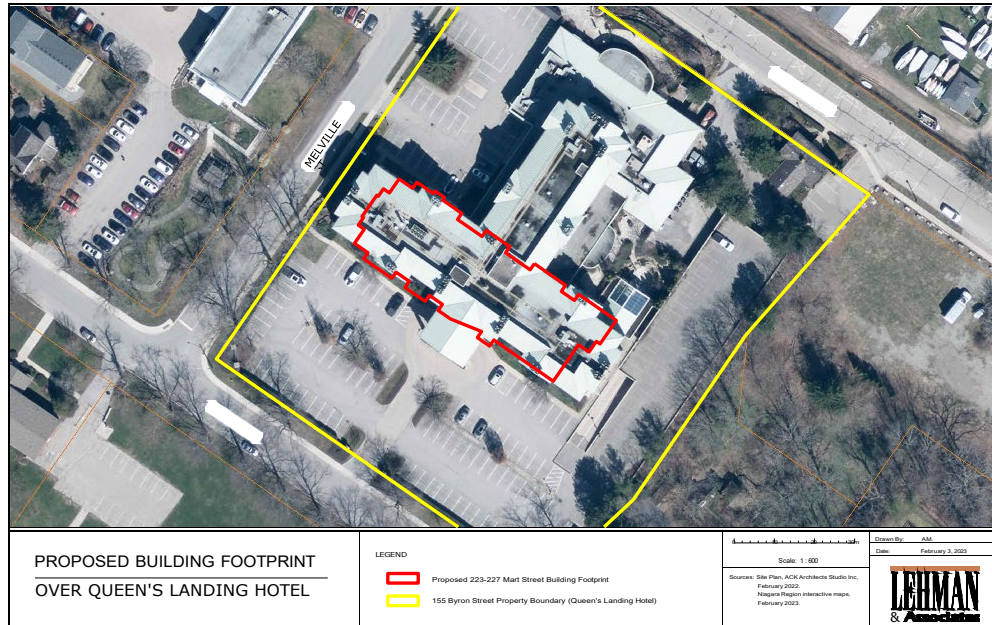 MELVILLE
ST
PROPOSED BUILDING FOOTPRINT
OVER QUEEN'S LANDING HOTEL
LEGEND
Proposed 223-227 Mart Street Building Footprint
155 Byron Street Property Boundary (Queen's Landing Hotel)
Scale: 1 : 600
Sources: Site Plan, ACK Architects Studio Inc,
February 2022.
Niagara Region interactive maps,
February 2023.
Drawn By: AM.
Date: February 3, 2023
LEHMAN
& Associates